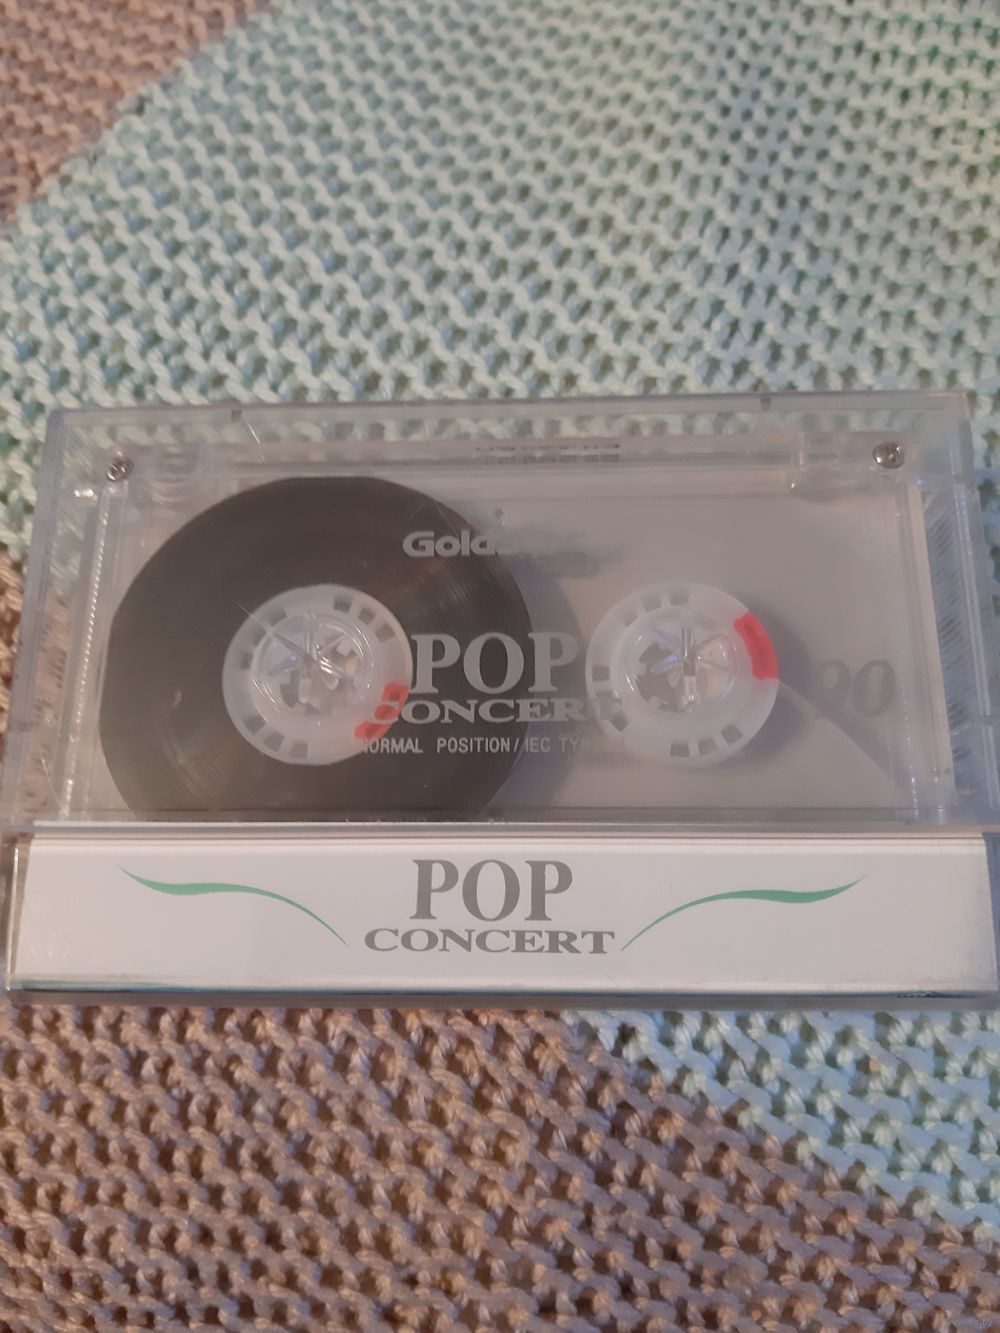 POP
CONCERT
NORMAL POSITION/IEC TYPE
90
POP
CONCERT